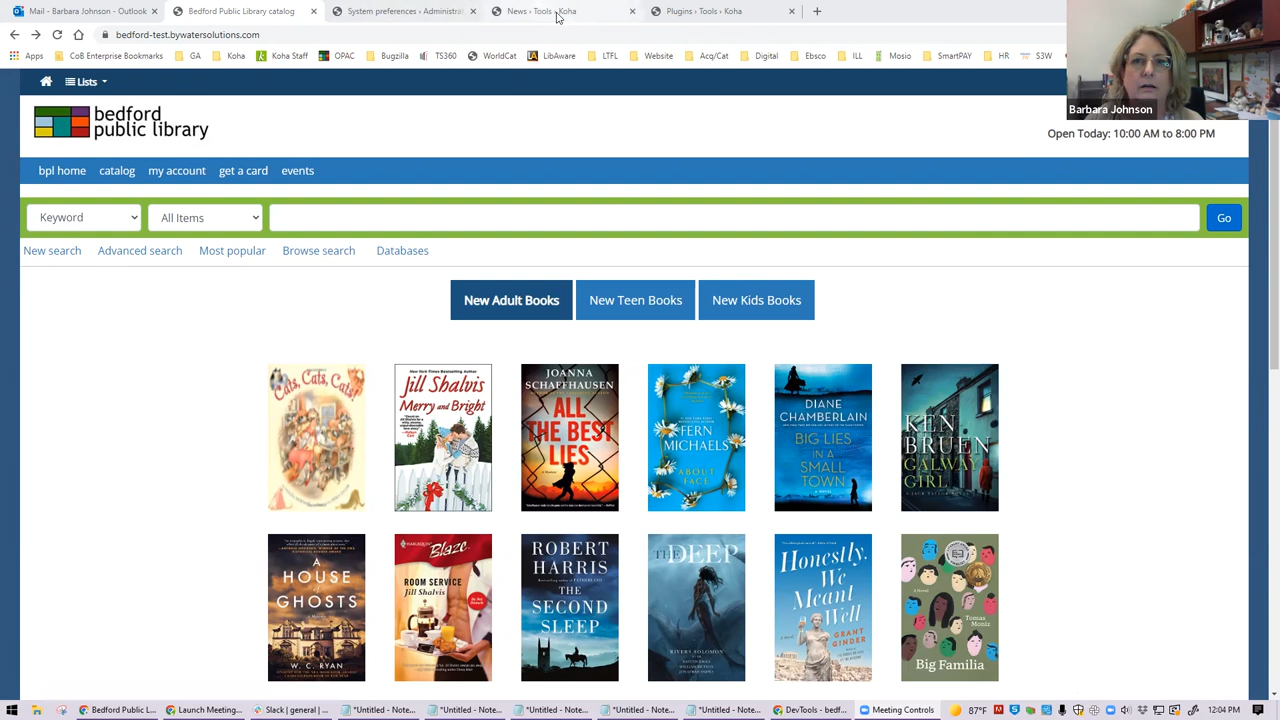 Mail - Barbara Johnson - Outlook
Bedford Public Library catalog
System preferences › Administra
News › Tools › Koha
Plugins › Tools › Koha
bedford-test.bywatersolutions.com
Apps
CoB Enterprise Bookmarks
GA
Koha
Koha Staff
OPAC
Bugzilla
TS360
WorldCat
LibAware
LTFL
Website
Acq/Cat
Digital
Ebsco
ILL
Mosio
SmartPAY
HR
S3W
Barbara Johnson
Lists
bedford
public library
Open Today: 10:00 AM to 8:00 PM
bpl home
catalog
my account
get a card
events
Keyword
All Items
Go
New search
Advanced search
Most popular
Browse search
Databases
New Adult Books
New Teen Books
New Kids Books
Cats, Cats, Cats!
Jill Shalvis
Merry and Bright
JOANNA
SCHAFFHAUSEN
ALL
THE BEST
LIES
FERN
MICHAELS
ABOUT
FACE
DIANE
CHAMBERLAIN
BIG LIES
IN A
SMALL
TOWN
KEN
BRUEN
GALWAY
GIRL
A
HOUSE
of
GHOSTS
W. C. RYAN
HARLEQUIN
Blaze
ROOM SERVICE
Jill Shalvis
ROBERT
HARRIS
THE
SECOND
SLEEP
THE DEEP
RIVERS SOLOMON
Honestly,
We
Meant
Well
GRANT
GINDER
A Novel
Tomas
Moniz
Big Familia
Bedford Public L...
Launch Meeting...
Slack | general | ...
*Untitled - Note...
*Untitled - Note...
*Untitled - Note...
*Untitled - Note...
*Untitled - Note...
DevTools - bedf...
Meeting Controls
87°F
12:04 PM